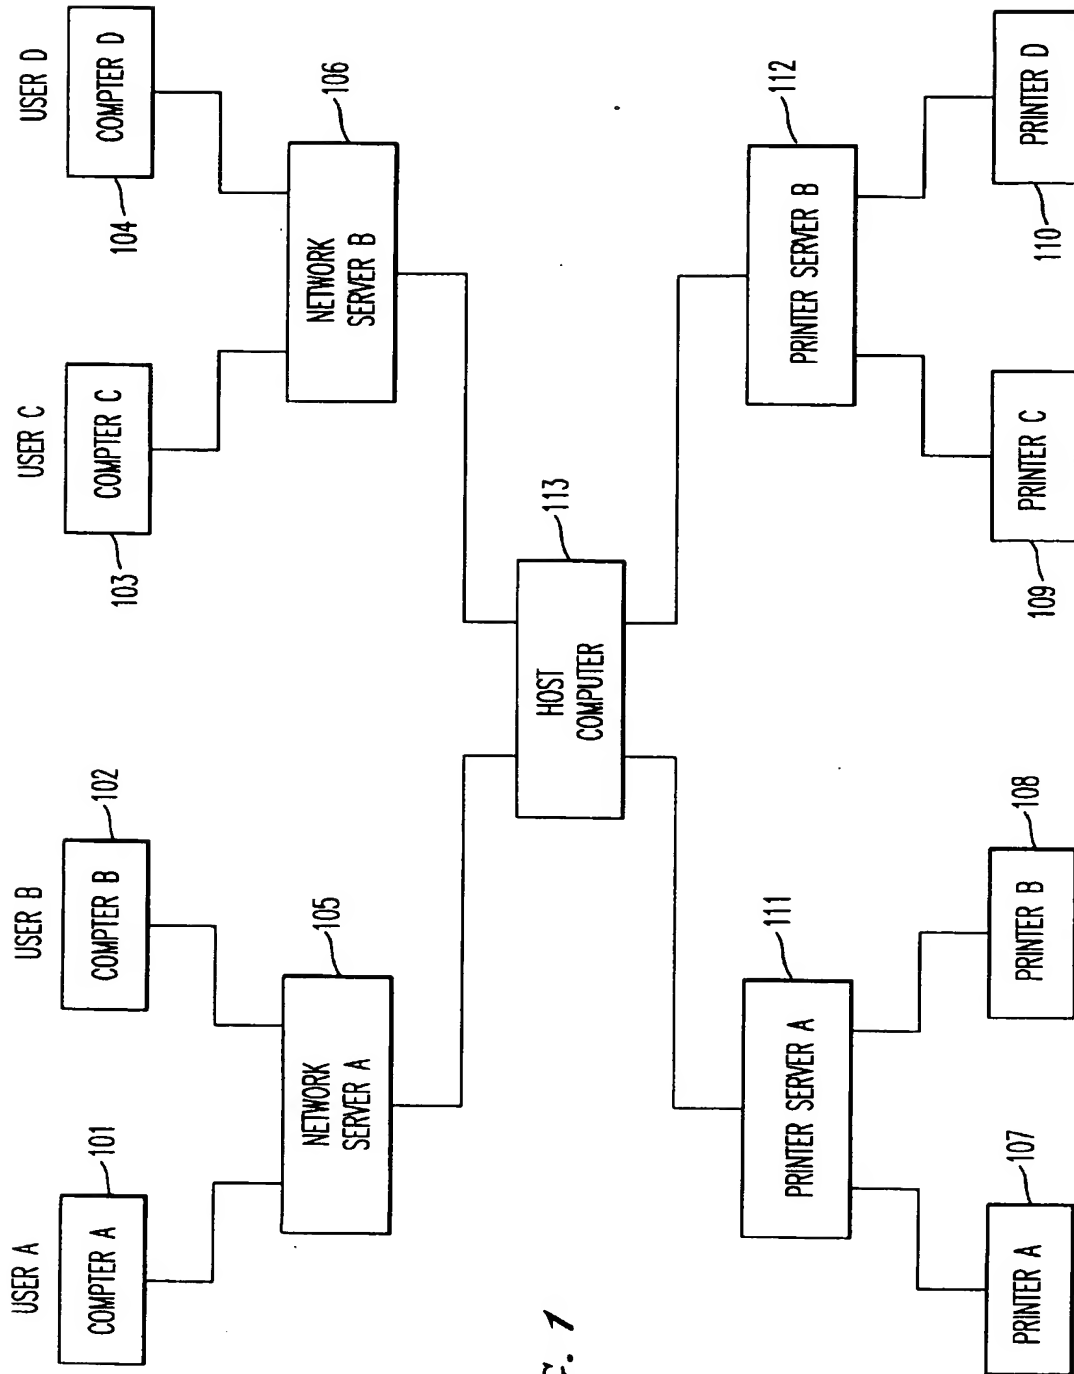 USER A
USER B
USER C
USER D
COMPTER A
101
COMPTER B
102
COMPTER C
103
COMPTER D
104
NETWORK
SERVER A
105
NETWORK
SERVER B
106
HOST
COMPUTER
113
PRINTER SERVER A
111
PRINTER SERVER B
112
PRINTER A
107
PRINTER B
108
PRINTER C
109
PRINTER D
110
1